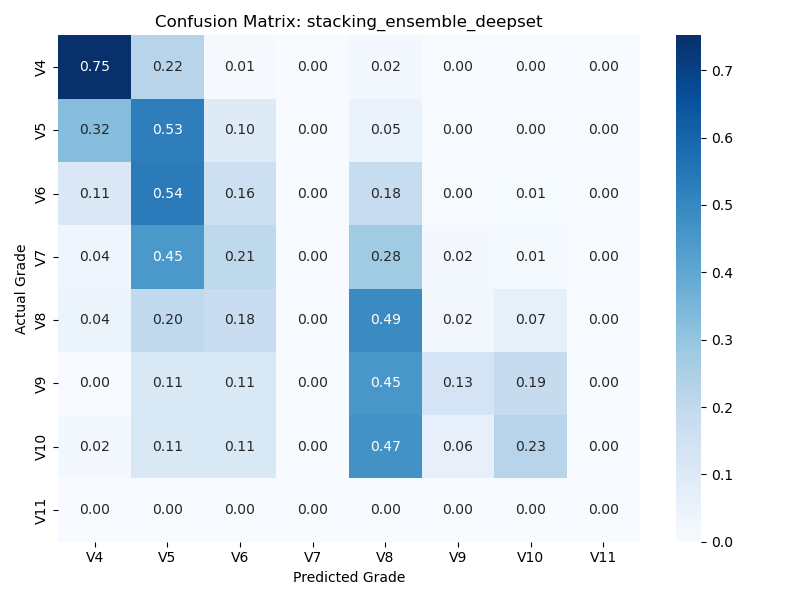 Confusion Matrix: stacking_ensemble_deepset
V4 0.75 0.22 0.01 0.00 0.02 0.00 0.00 0.00
V5 0.32 0.53 0.10 0.00 0.05 0.00 0.00 0.00
V6 0.11 0.54 0.16 0.00 0.18 0.00 0.01 0.00
V7 0.04 0.45 0.21 0.00 0.28 0.02 0.01 0.00
V8 0.04 0.20 0.18 0.00 0.49 0.02 0.07 0.00
V9 0.00 0.11 0.11 0.00 0.45 0.13 0.19 0.00
V10 0.02 0.11 0.11 0.00 0.47 0.06 0.23 0.00
V11 0.00 0.00 0.00 0.00 0.00 0.00 0.00 0.00
V4 V5 V6 V7 V8 V9 V10 V11
Predicted Grade
Actual Grade
0.7
0.6
0.5
0.4
0.3
0.2
0.1
0.0